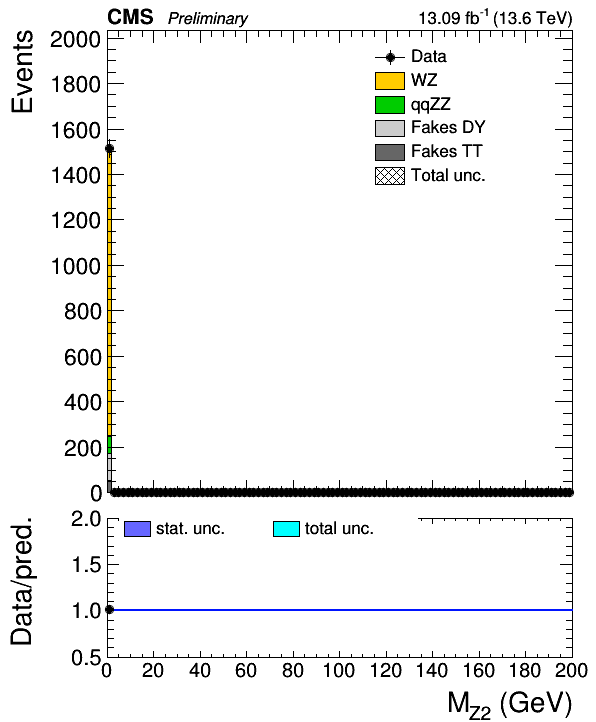 CMS Preliminary 13.09 fb⁻¹ (13.6 TeV)
Events
2000
1800
1600
1400
1200
1000
800
600
400
200
0
Data
WZ
qqZZ
Fakes DY
Fakes TT
Total unc.
Data/pred.
2.0
1.5
1.0
0.5
stat. unc. total unc.
0 20 40 60 80 100 120 140 160 180 200
M_Z2 (GeV)